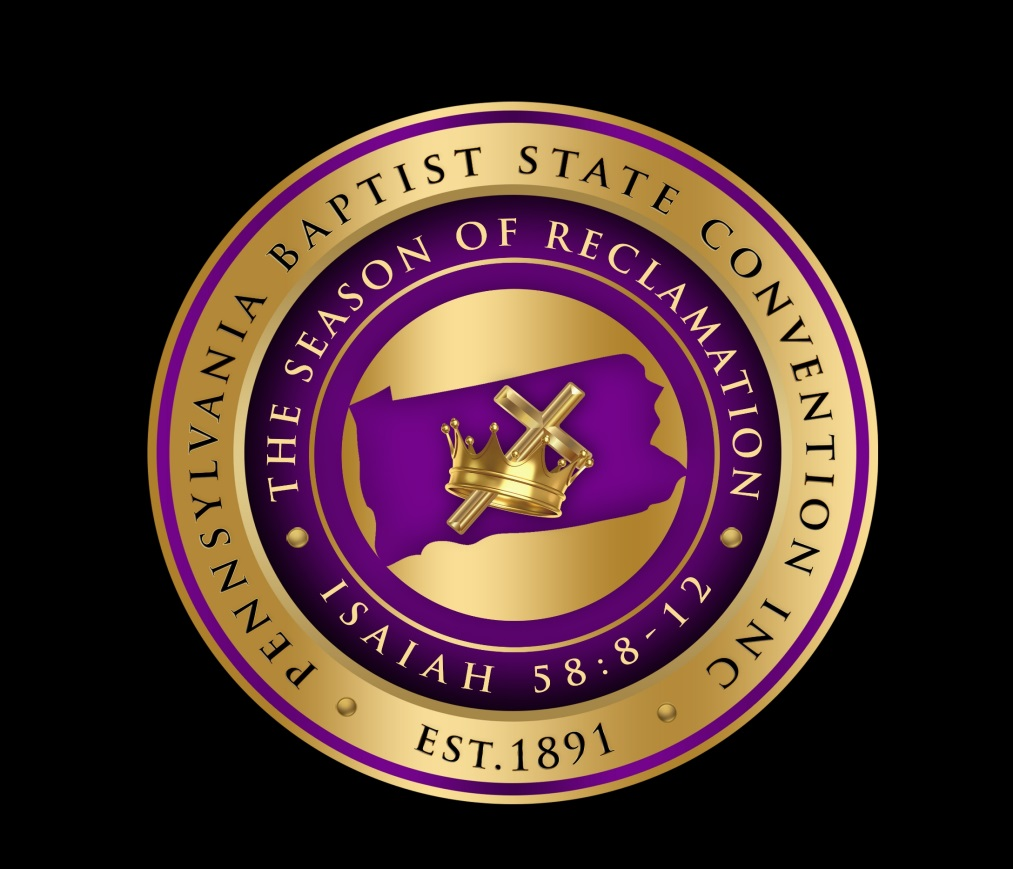 PENNSYLVANIA BAPTIST STATE CONVENTION INC
THE SEASON OF RECLAMATION
ISAIAH 58:8-12
EST.1891